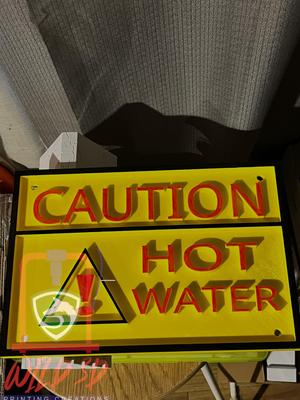 CAUTION
HOT
WATER
WILD 3D
PRINTING CREATIONS